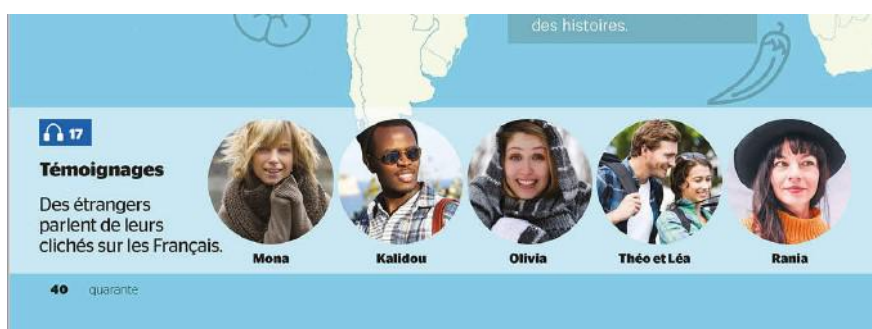 des histoires.
17
Témoignages
Des étrangers
parlent de leurs
clichés sur les Français.
Mona
Kalidou
Olivia
Théo et Léa
Rania
40 quarante